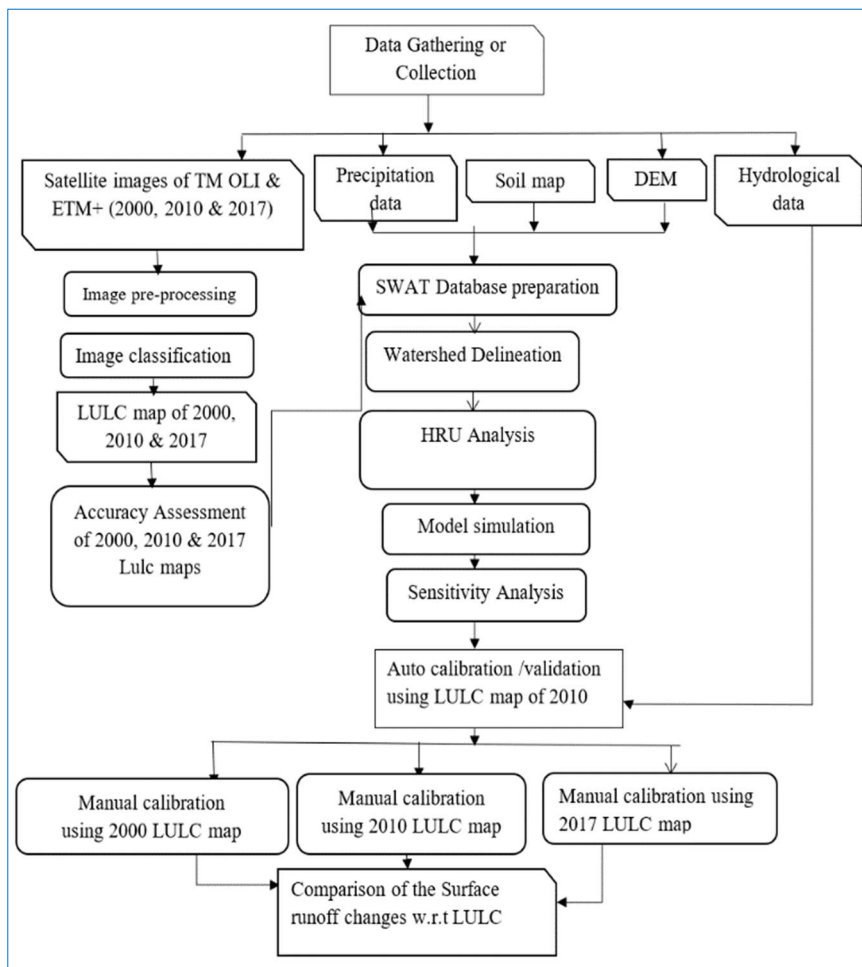 Data Gathering or
Collection
Satellite images of TM OLI &
ETM+ (2000, 2010 & 2017)
Precipitation
data
Soil map
DEM
Hydrological
data
Image pre-processing
SWAT Database preparation
Image classification
Watershed Delineation
LULC map of 2000,
2010 & 2017
HRU Analysis
Accuracy Assessment
of 2000, 2010 & 2017
Lulc maps
Model simulation
Sensitivity Analysis
Auto calibration /validation
using LULC map of 2010
Manual calibration
using 2000 LULC map
Manual calibration
using 2010 LULC map
Manual calibration using
2017 LULC map
Comparison of the Surface
runoff changes w.r.t LULC